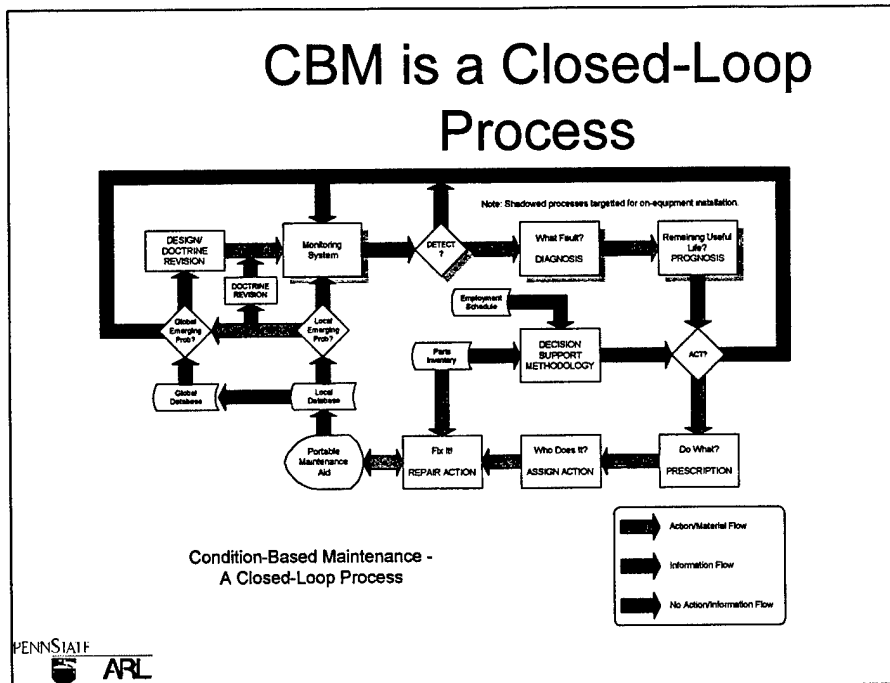 CBM is a Closed-Loop
Process
Note: Shadowed processes targetted for on-equipment installation.
DESIGN/
DOCTRINE
REVISION
Monitoring
System
DETECT
?
What Fault?
DIAGNOSIS
Remaining Useful
Life?
PROGNOSIS
DOCTRINE
REVISION
Employment
Schedule
Global
Emerging
Prob?
Local
Emerging
Prob?
Parts
Inventory
DECISION
SUPPORT
METHODOLOGY
ACT?
Global
Database
Local
Database
Portable
Maintenance
Aid
Fix It!
REPAIR ACTION
Who Does It?
ASSIGN ACTION
Do What?
PRESCRIPTION
Action/Material Flow
Information Flow
No Action/Information Flow
Condition-Based Maintenance -
A Closed-Loop Process
PENNSTATE
ARL